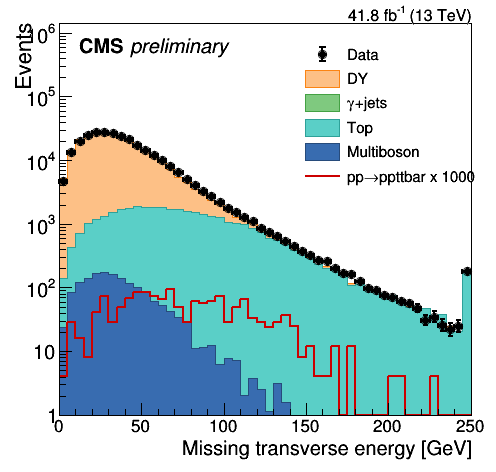 41.8 fb⁻¹ (13 TeV)
Events
CMS preliminary
Data
DY
γ+jets
Top
Multiboson
pp→ppttbar x 1000
10⁶
10⁵
10⁴
10³
10²
10
1
0 50 100 150 200 250
Missing transverse energy [GeV]